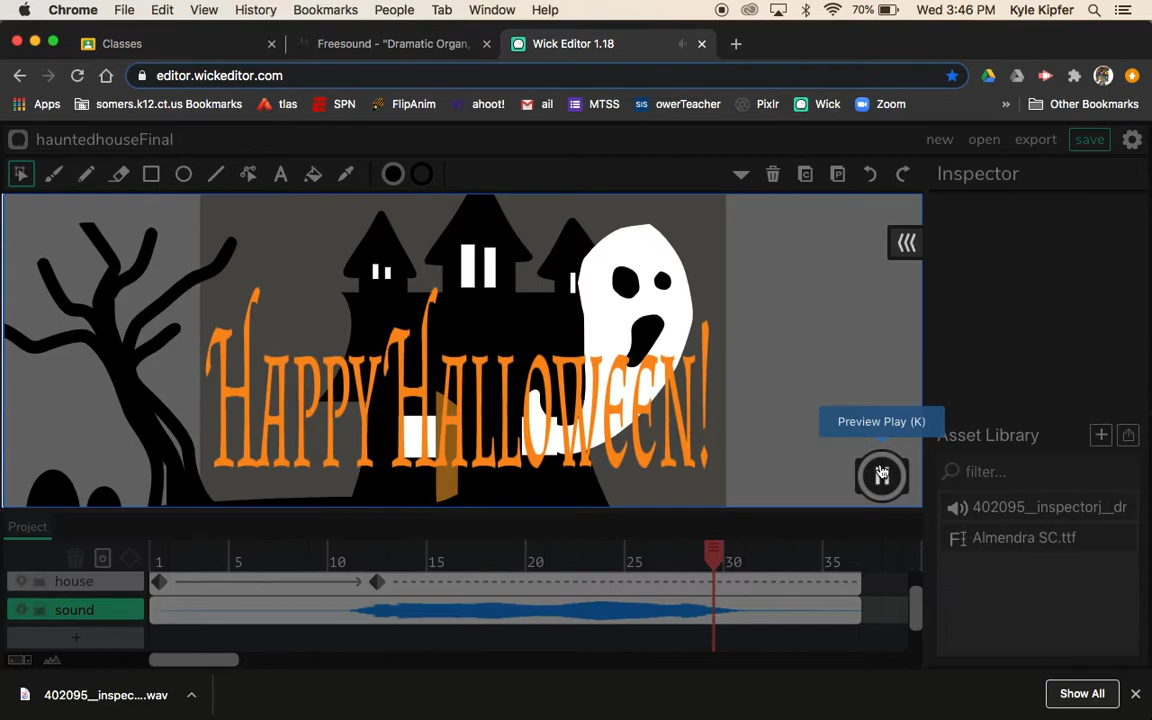 Chrome File Edit View History Bookmarks People Tab Window Help 70% Wed 3:46 PM Kyle Kipfer
Classes Freesound - "Dramatic Organ, Wick Editor 1.18
editor.wickeditor.com
Apps somers.k12.ct.us Bookmarks tlas SPN FlipAnim ahoot! ail MTSS SIS owerTeacher Pixlr Wick Zoom » Other Bookmarks
hauntedhouseFinal new open export save
Inspector
HAPPY HALLOWEEN!
Preview Play (K)
Asset Library
filter...
402095__inspectorj__dr
Almendra SC.ttf
Project
1 5 10 15 20 25 30 35
house
sound
402095__inspec....wav Show All